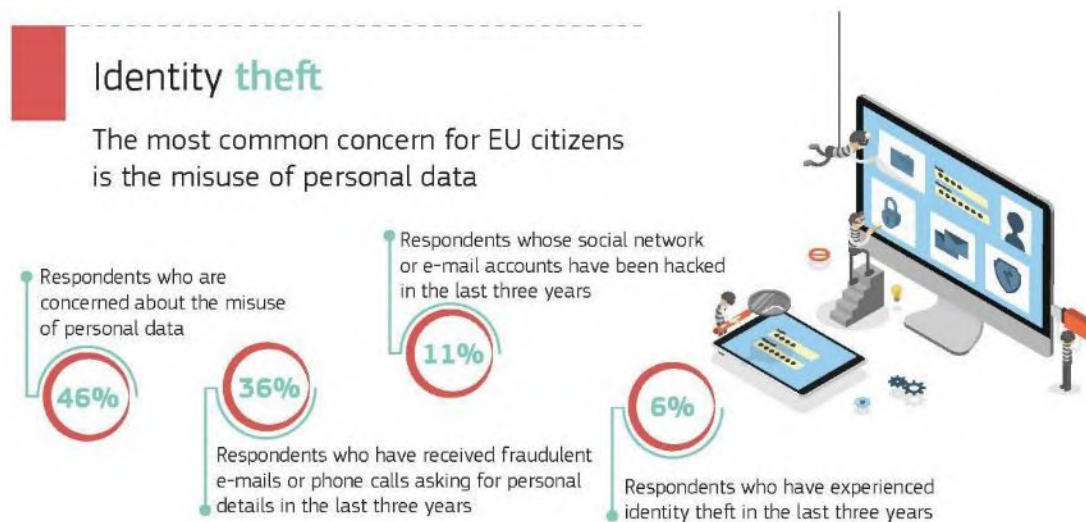 Identity theft
The most common concern for EU citizens
is the misuse of personal data
Respondents who are
concerned about the misuse
of personal data
46%
36%
Respondents who have received fraudulent
e-mails or phone calls asking for personal
details in the last three years
Respondents whose social network
or e-mail accounts have been hacked
in the last three years
11%
6%
Respondents who have experienced
identity theft in the last three years